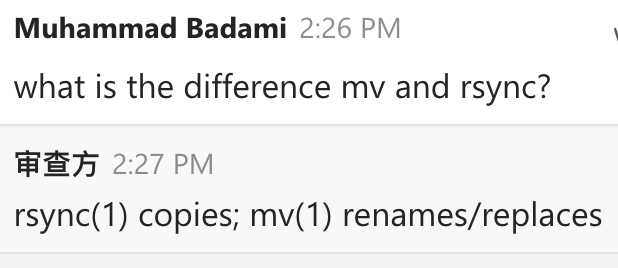 Muhammad Badami 2:26 PM
what is the difference mv and rsync?
审查方 2:27 PM
rsync(1) copies; mv(1) renames/replaces